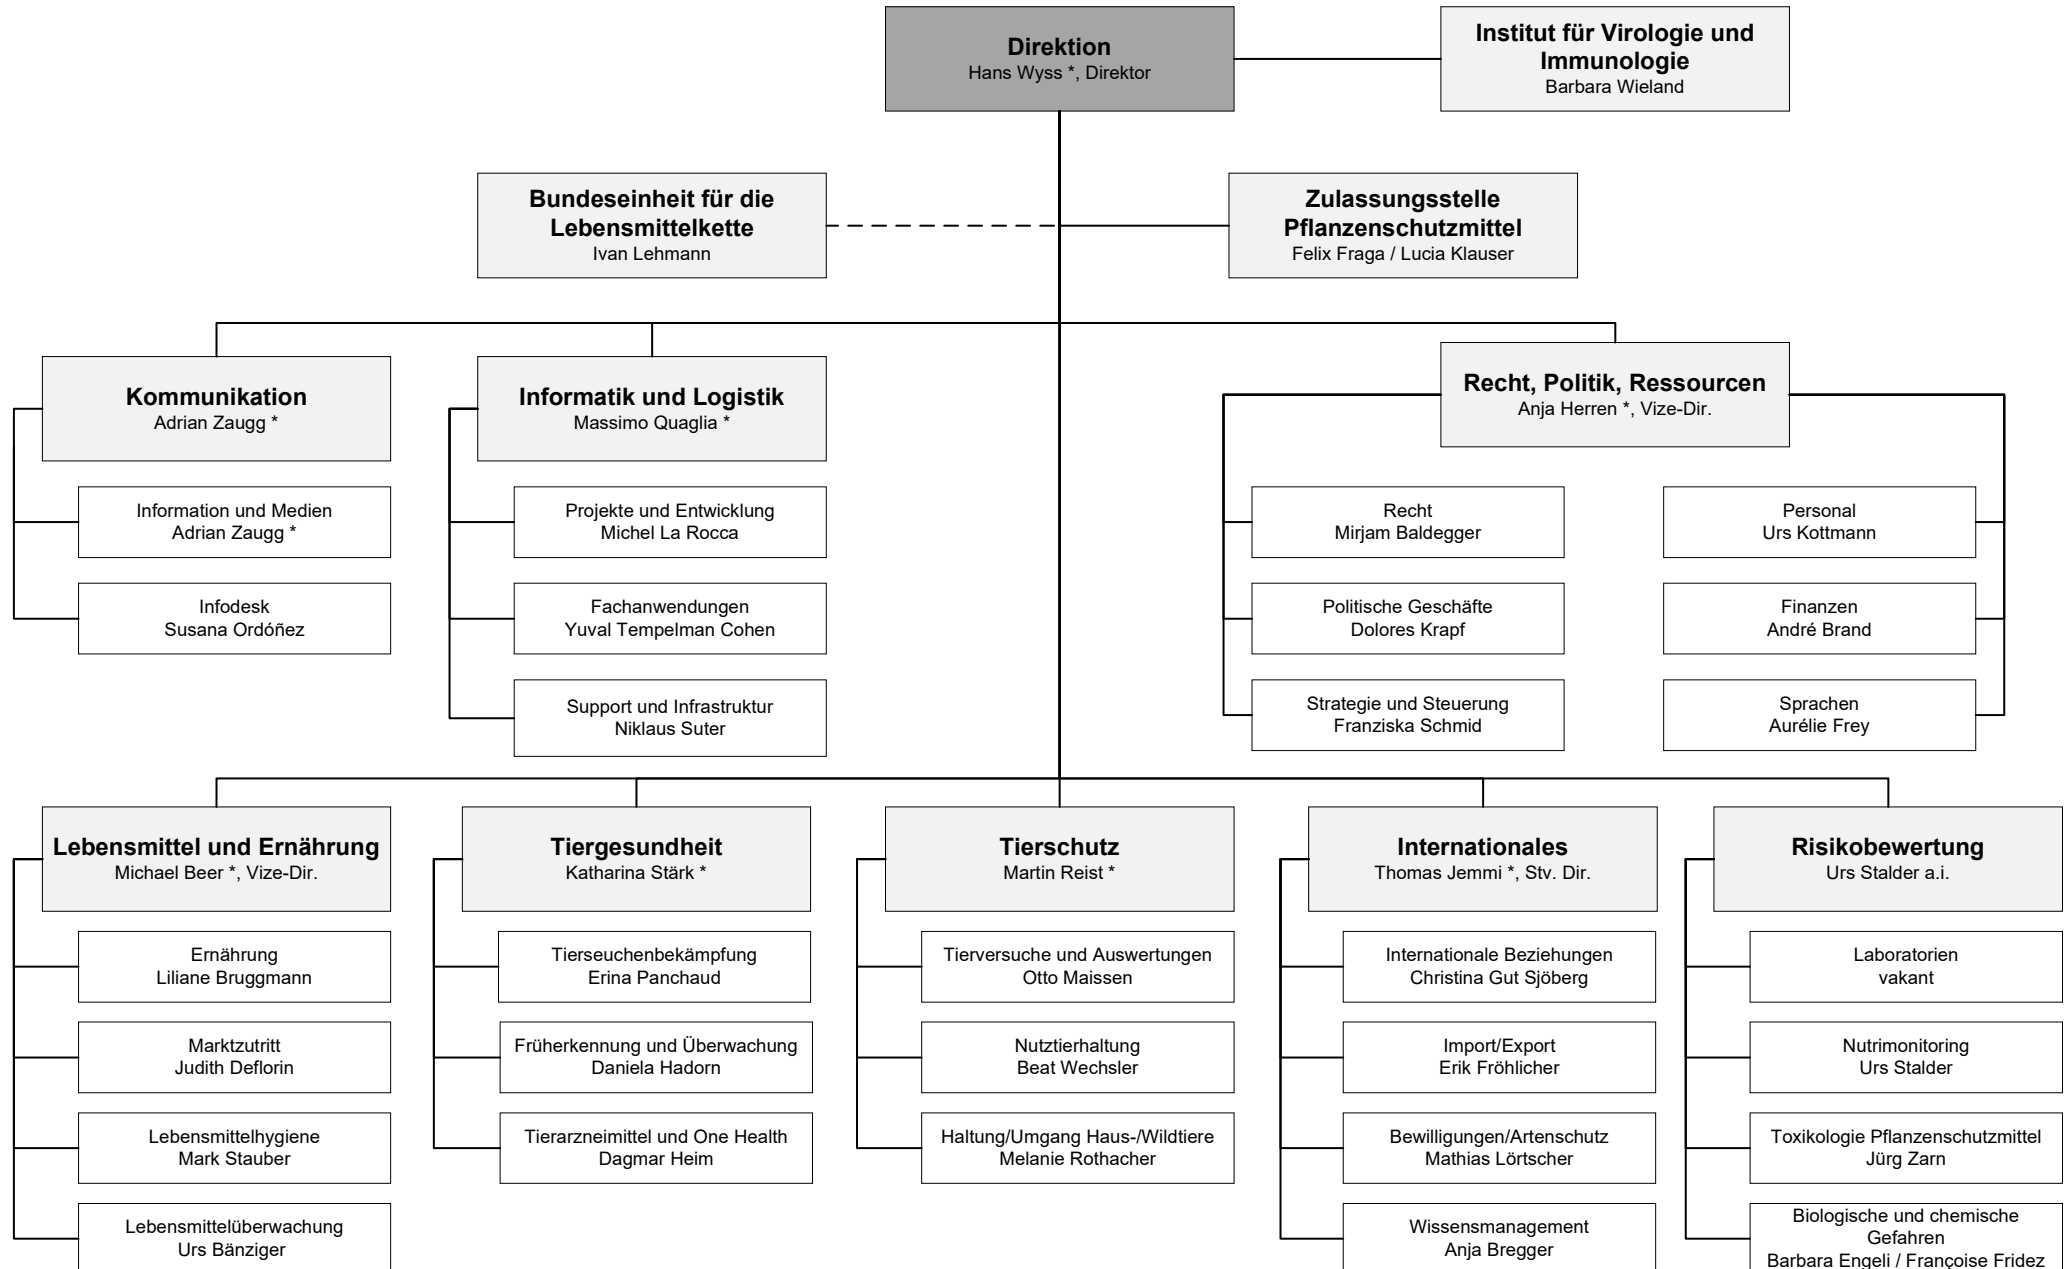 Direktion
Hans Wyss *, Direktor
Institut für Virologie und
Immunologie
Barbara Wieland
Bundeseinheit für die
Lebensmittelkette
Ivan Lehmann
Zulassungsstelle
Pflanzenschutzmittel
Felix Fraga / Lucia Klauser
Kommunikation
Adrian Zaugg *
Information und Medien
Adrian Zaugg *
Infodesk
Susana Ordóñez
Informatik und Logistik
Massimo Quaglia *
Projekte und Entwicklung
Michel La Rocca
Fachanwendungen
Yuval Tempelman Cohen
Support und Infrastruktur
Niklaus Suter
Recht, Politik, Ressourcen
Anja Herren *, Vize-Dir.
Recht
Mirjam Baldegger
Politische Geschäfte
Dolores Krapf
Strategie und Steuerung
Franziska Schmid
Personal
Urs Kottmann
Finanzen
André Brand
Sprachen
Aurélie Frey
Lebensmittel und Ernährung
Michael Beer *, Vize-Dir.
Ernährung
Liliane Bruggmann
Marktzutritt
Judith Deflorin
Lebensmittelhygiene
Mark Stauber
Lebensmittelüberwachung
Urs Bänziger
Tiergesundheit
Katharina Stärk *
Tierseuchenbekämpfung
Erina Panchaud
Früherkennung und Überwachung
Daniela Hadorn
Tierarzneimittel und One Health
Dagmar Heim
Tierschutz
Martin Reist *
Tierversuche und Auswertungen
Otto Maissen
Nutztierhaltung
Beat Wechsler
Haltung/Umgang Haus-/Wildtiere
Melanie Rothacher
Internationales
Thomas Jemmi *, Stv. Dir.
Internationale Beziehungen
Christina Gut Sjöberg
Import/Export
Erik Fröhlicher
Bewilligungen/Artenschutz
Mathias Lörtscher
Wissensmanagement
Anja Bregger
Risikobewertung
Urs Stalder a.i.
Laboratorien
vakant
Nutrimonitoring
Urs Stalder
Toxikologie Pflanzenschutzmittel
Jürg Zarn
Biologische und chemische
Gefahren
Barbara Engeli / Françoise Fridez